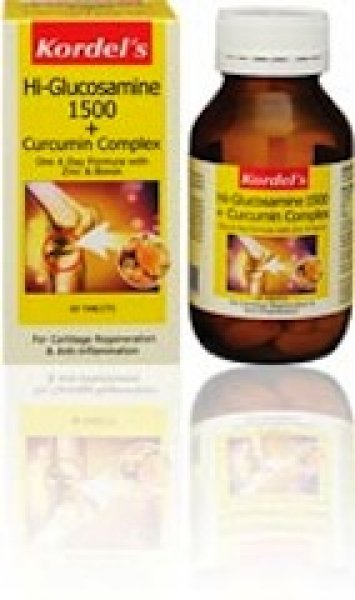 Kordel's
Hi-Glucosamine
1500
+
Curcumin Complex
One A Day Formula with
Zinc & Boron
TABLETS
For Cartilage Regeneration
& Anti-Inflammation
Kordel's
Hi-Glucosamine 1500
+ Curcumin Complex